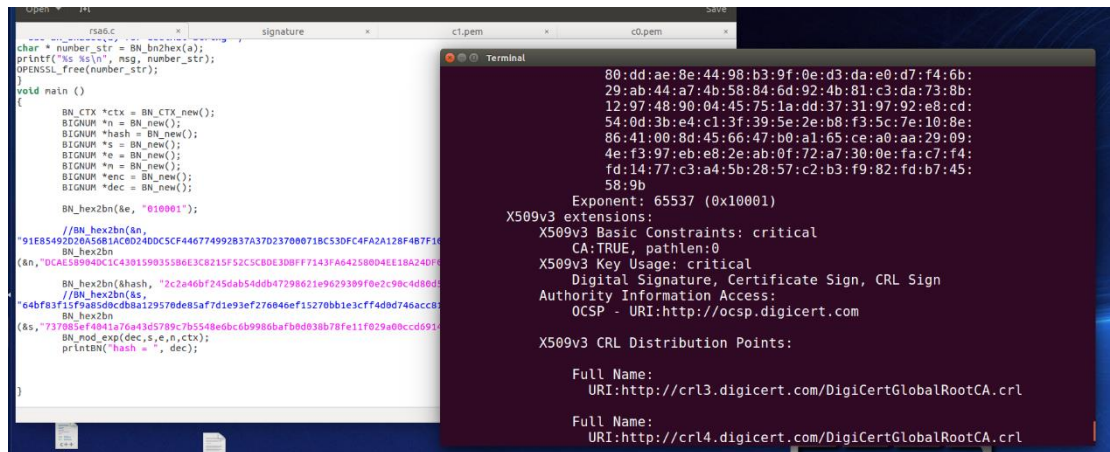 Open
Save
rsa6.c × signature × c1.pem × c0.pem ×
char * number_str = BN_bn2hex(a);
printf("%s %s\n", msg, number_str);
OPENSSL_free(number_str);
}
void main ()
{
BN_CTX *ctx = BN_CTX_new();
BIGNUM *n = BN_new();
BIGNUM *hash = BN_new();
BIGNUM *s = BN_new();
BIGNUM *e = BN_new();
BIGNUM *m = BN_new();
BIGNUM *enc = BN_new();
BIGNUM *dec = BN_new();
BN_hex2bn(&e, "010001");
//BN_hex2bn(&n,
BN_hex2bn
BN_hex2bn(&hash,
//BN_hex2bn(&s,
BN_hex2bn
BN_mod_exp(dec,s,e,n,ctx);
printBN("hash = ", dec);
}
Terminal
80:dd:ae:8e:44:98:b3:9f:0e:d3:da:e0:d7:f4:6b:
29:ab:44:a7:4b:58:84:6d:92:4b:81:c3:da:73:8b:
12:97:48:90:04:45:75:1a:dd:37:31:97:92:e8:cd:
54:0d:3b:e4:c1:3f:39:5e:2e:b8:f3:5c:7e:10:8e:
86:41:00:8d:45:66:47:b0:a1:65:ce:a0:aa:29:09:
4e:f3:97:eb:e8:2e:ab:0f:72:a7:30:0e:fa:c7:f4:
fd:14:77:c3:a4:5b:28:57:c2:b3:f9:82:fd:b7:45:
58:9b
Exponent: 65537 (0x10001)
X509v3 extensions:
X509v3 Basic Constraints: critical
CA:TRUE, pathlen:0
X509v3 Key Usage: critical
Digital Signature, Certificate Sign, CRL Sign
Authority Information Access:
OCSP - URI:http://ocsp.digicert.com
X509v3 CRL Distribution Points:
Full Name:
URI:http://crl3.digicert.com/DigiCertGlobalRootCA.crl
Full Name:
URI:http://crl4.digicert.com/DigiCertGlobalRootCA.crl